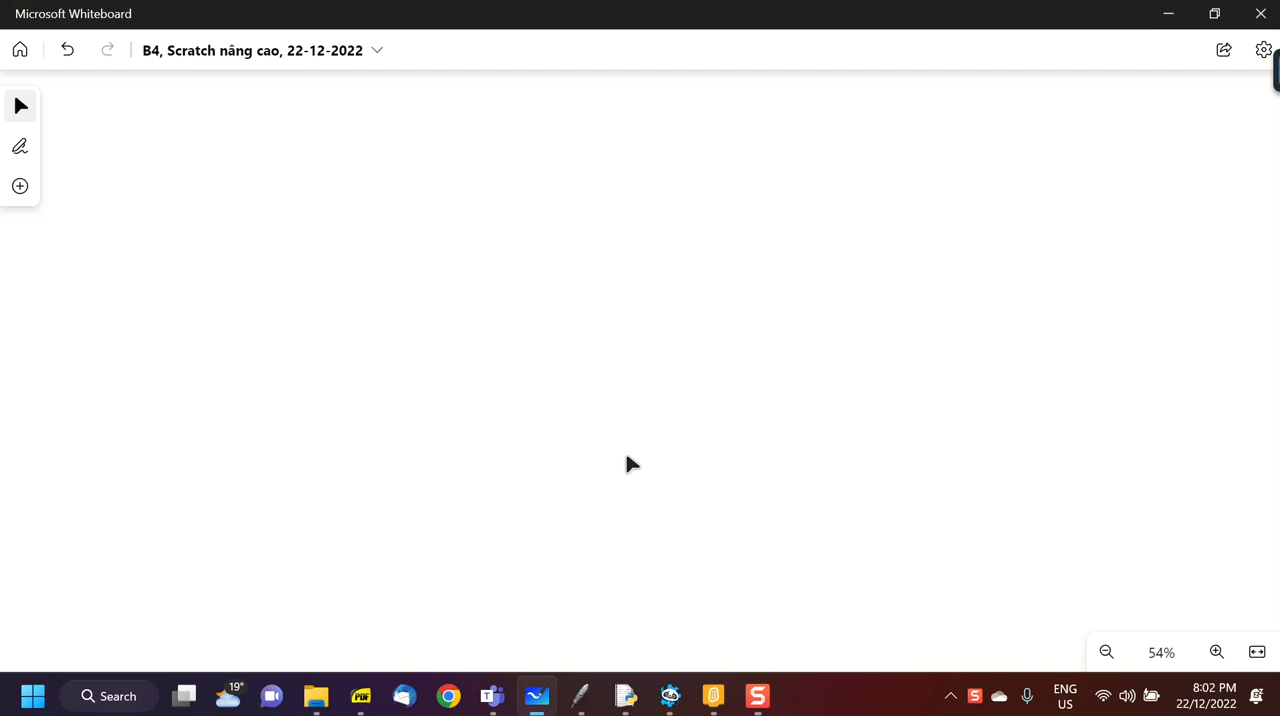 Microsoft Whiteboard
B4, Scratch nâng cao, 22-12-2022
54%
19°
Search
PDF
ENG
US
8:02 PM
22/12/2022